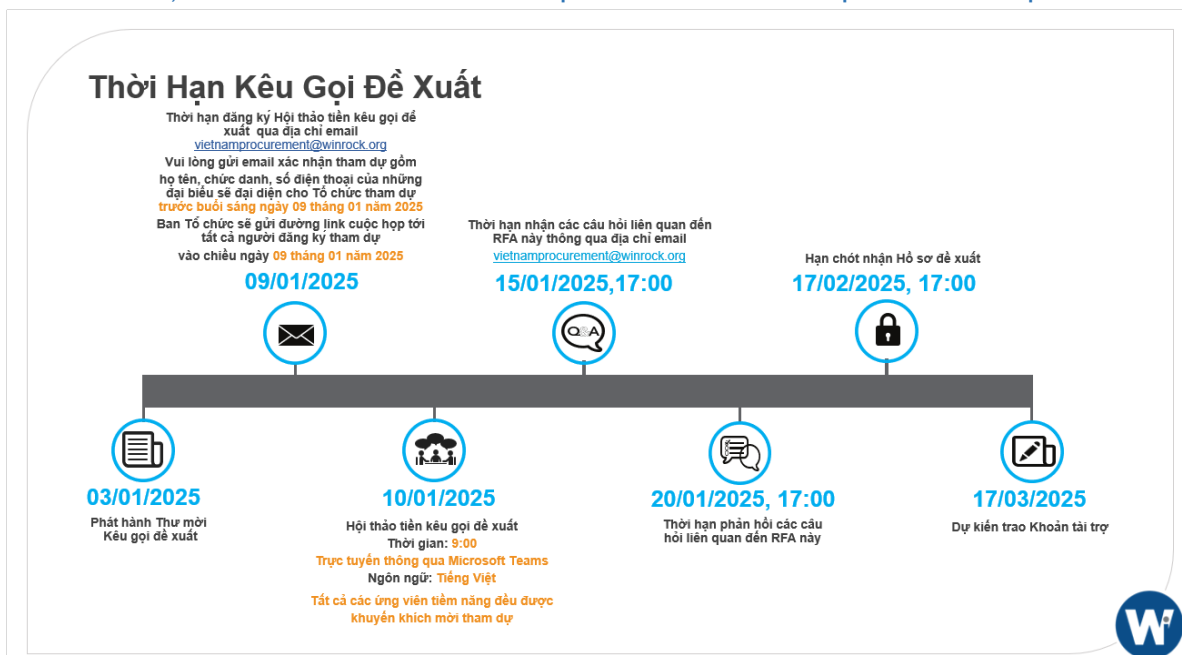 Thời Hạn Kêu Gọi Đề Xuất
Thời hạn đăng ký Hội thảo tiền kêu gọi để
xuất qua địa chỉ email
vietnamprocurement@winrock.org
Vui lòng gửi email xác nhận tham dự gồm
họ tên, chức danh, số điện thoại của những
đại biểu sẽ đại diện cho Tổ chức tham dự
trước buổi sáng ngày 09 tháng 01 năm 2025
Ban Tổ chức sẽ gửi đường link cuộc họp tới
tất cả người đăng ký tham dự
vào chiều ngày 09 tháng 01 năm 2025
09/01/2025
Thời hạn nhận các câu hỏi liên quan đến
RFA này thông qua địa chỉ email
vietnamprocurement@winrock.org
15/01/2025,17:00
Hạn chót nhận Hồ sơ đề xuất
17/02/2025, 17:00
Q&A
03/01/2025
Phát hành Thư mời
Kêu gọi đề xuất
10/01/2025
Hội thảo tiền kêu gọi đề xuất
Thời gian: 9:00
Trực tuyến thông qua Microsoft Teams
Ngôn ngữ: Tiếng Việt
Tất cả các ứng viên tiềm năng đều được
khuyến khích mời tham dự
20/01/2025, 17:00
Thời hạn phản hồi các câu
hỏi liên quan đến RFA này
17/03/2025
Dự kiến trao Khoản tài trợ
W